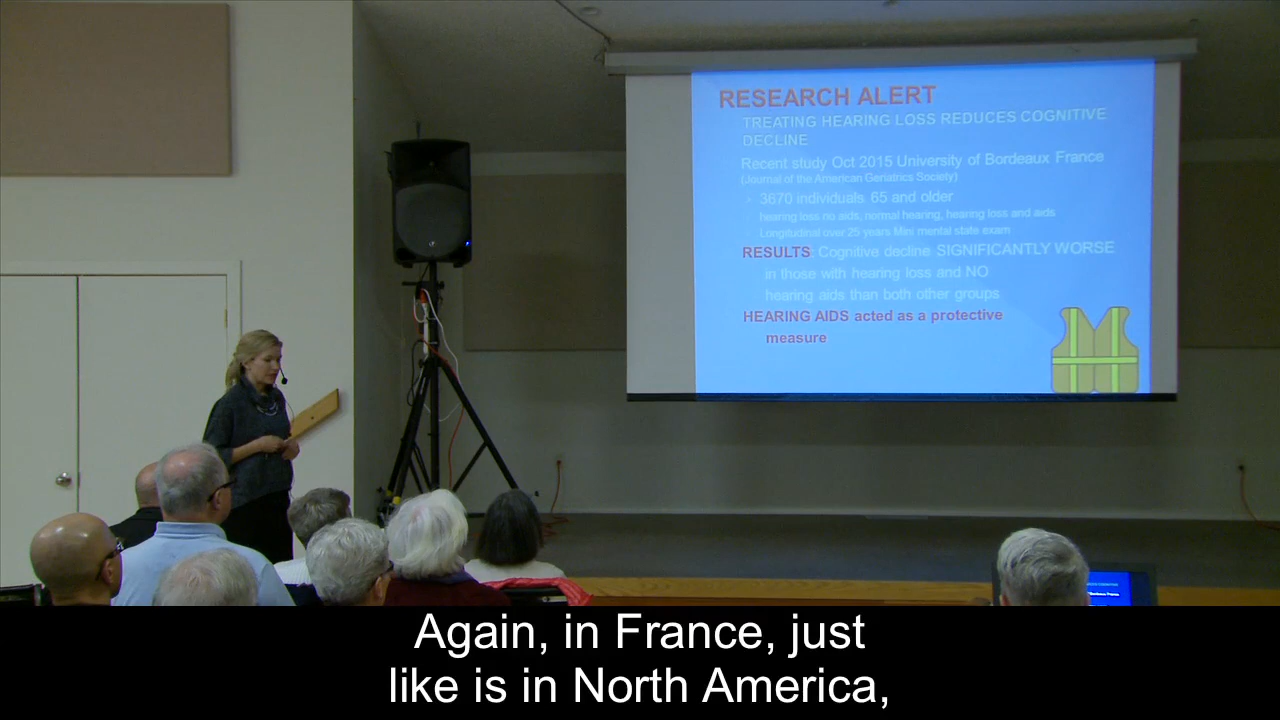 RESEARCH ALERT
TREATING HEARING LOSS REDUCES COGNITIVE
DECLINE
Recent study Oct 2015 University of Bordeaux France
(Journal of the American Geriatrics Society)
• 3670 individuals 65 and older
hearing loss no aids, normal hearing, hearing loss and aids
Longitudinal over 25 years Mini mental state exam
RESULTS: Cognitive decline SIGNIFICANTLY WORSE
in those with hearing loss and NO
hearing aids than both other groups
HEARING AIDS acted as a protective
measure
Again, in France, just
like is in North America,